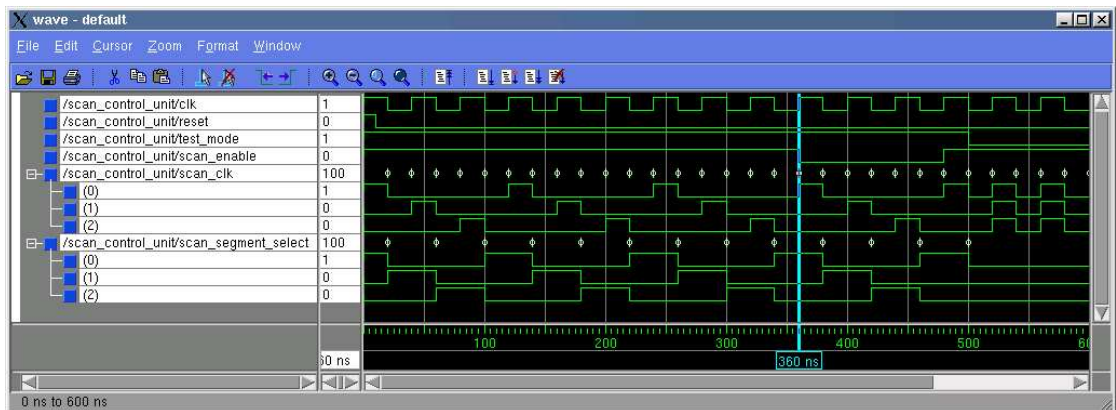 wave - default
File Edit Cursor Zoom Format Window
/scan_control_unit/clk 1
/scan_control_unit/reset 0
/scan_control_unit/test_mode 1
/scan_control_unit/scan_enable 0
/scan_control_unit/scan_clk 100
(0) 1
(1) 0
(2) 0
/scan_control_unit/scan_segment_select 100
(0) 1
(1) 0
(2) 0
100 200 300 400 500
360 ns
0 ns to 600 ns